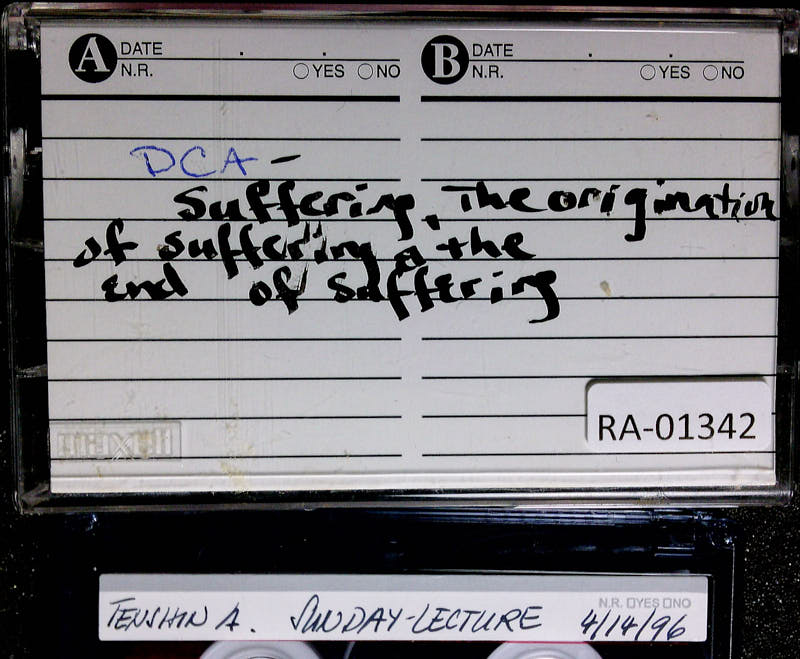 A DATE . . B DATE . .
N.R. YES NO N.R. YES NO
DCA -
Suffering, The origination
of suffering & the
end of Suffering
RA-01342
maxell
N.R. YES NO
TENSHIN A. SUNDAY-LECTURE 4/14/96